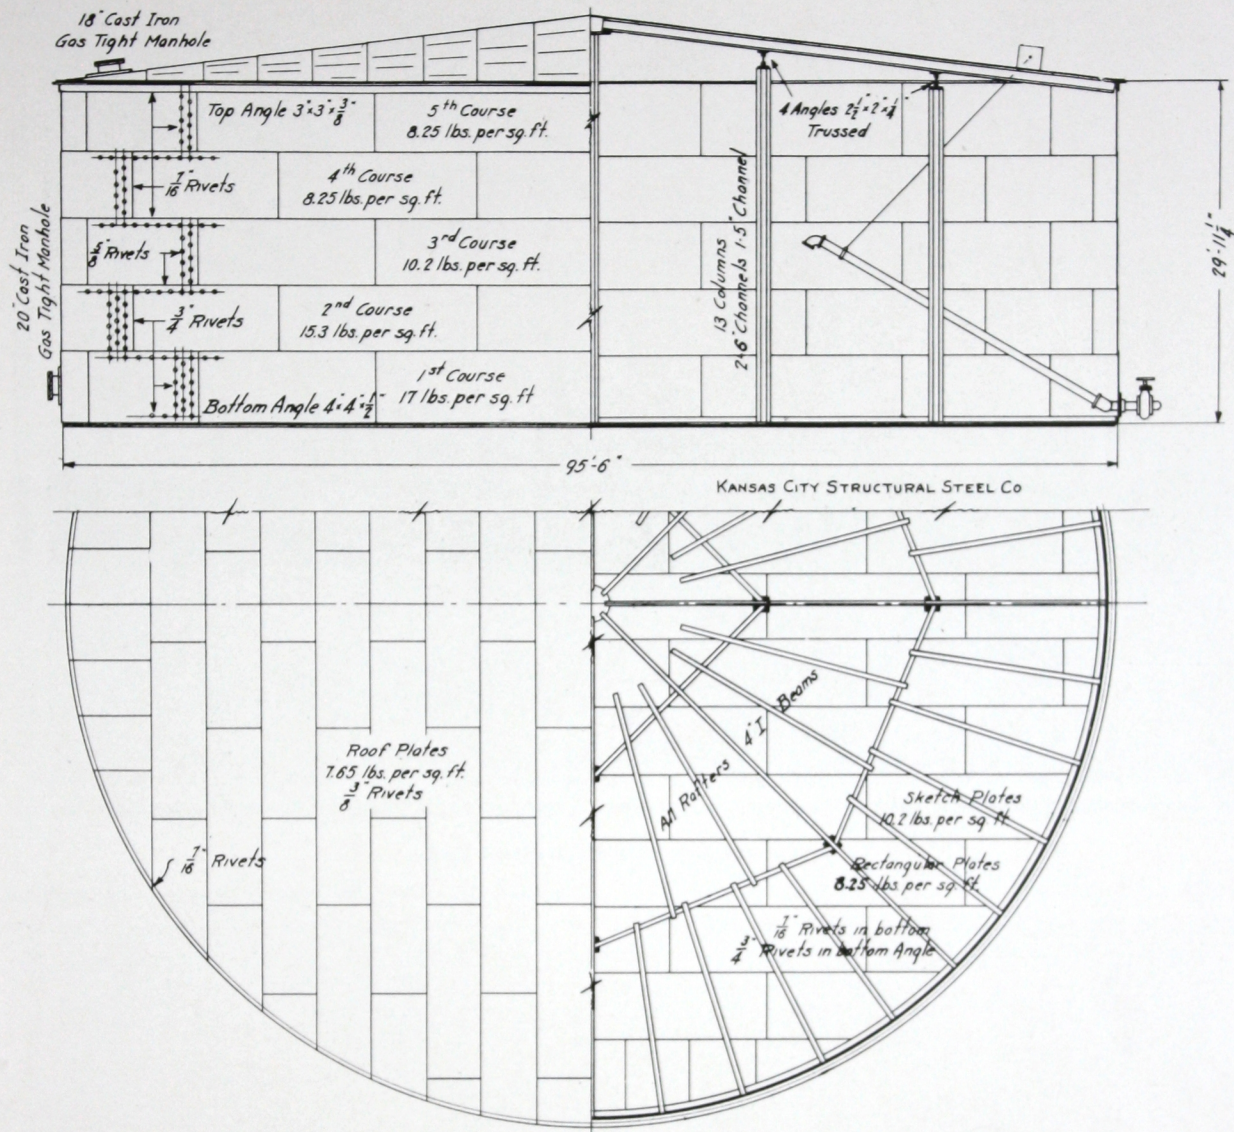 18" Cast Iron
Gas Tight Manhole
Top Angle 3"×3"×3/8"
5th Course
8.25 lbs. per sq. ft.
4 Angles 2½"×2"×¼"
Trussed
7/16" Rivets
4th Course
8.25 lbs. per sq. ft.
20" Cast Iron
Gas Tight Manhole
5/8" Rivets
3rd Course
10.2 lbs. per sq. ft.
13 Columns
2-6" Channels 1-5" Channel
29'-11¼"
3/4" Rivets
2nd Course
15.3 lbs. per sq. ft.
1st Course
17 lbs. per sq. ft
Bottom Angle 4"×4"×½"
95'-6"
KANSAS CITY STRUCTURAL STEEL CO
Roof Plates
7.65 lbs. per sq. ft.
3/8" Rivets
All Rafters 4" I Beams
7/16" Rivets
Sketch Plates
10.2 lbs. per sq. ft.
Rectangular Plates
8.25 lbs. per sq. ft.
7/16" Rivets in bottom
3/4" Rivets in bottom Angle